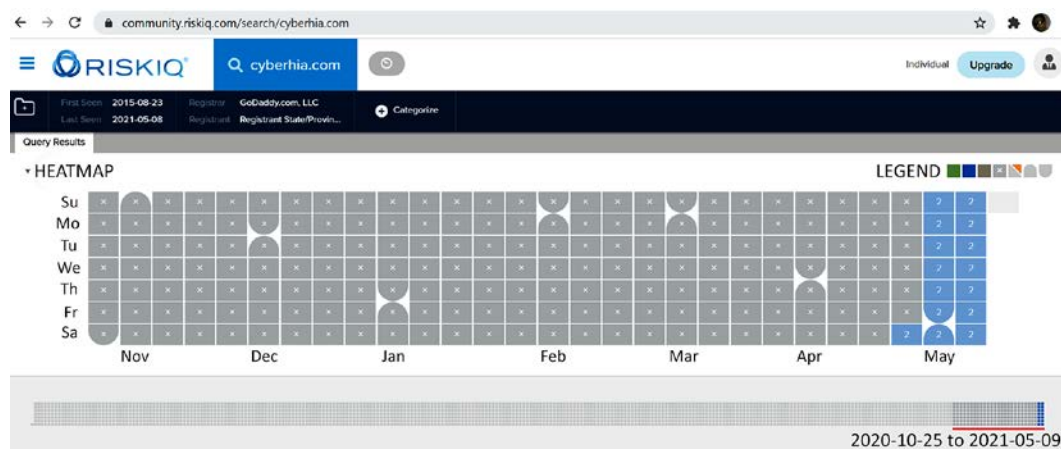 community.riskiq.com/search/cyberhia.com
RISKIQ
cyberhia.com
Individual
Upgrade
First Seen 2015-08-23 Registrar GoDaddy.com, LLC
Categorize
Last Seen 2021-05-08 Registrant Registrant State/Provin...
Query Results
HEATMAP
LEGEND
Su × × × × × × × × × × × × × × × × × × × × × × × × × × 2 2
Mo × × × × × × × × × × × × × × × × × × × × × × × × × × 2 2
Tu × × × × × × × × × × × × × × × × × × × × × × × × × × 2 2
We × × × × × × × × × × × × × × × × × × × × × × × × × × 2 2
Th × × × × × × × × × × × × × × × × × × × × × × × × × × 2 2
Fr × × × × × × × × × × × × × × × × × × × × × × × × × × 2 2
Sa × × × × × × × × × × × × × × × × × × × × × × × × × 2 2 2
Nov Dec Jan Feb Mar Apr May
2020-10-25 to 2021-05-09